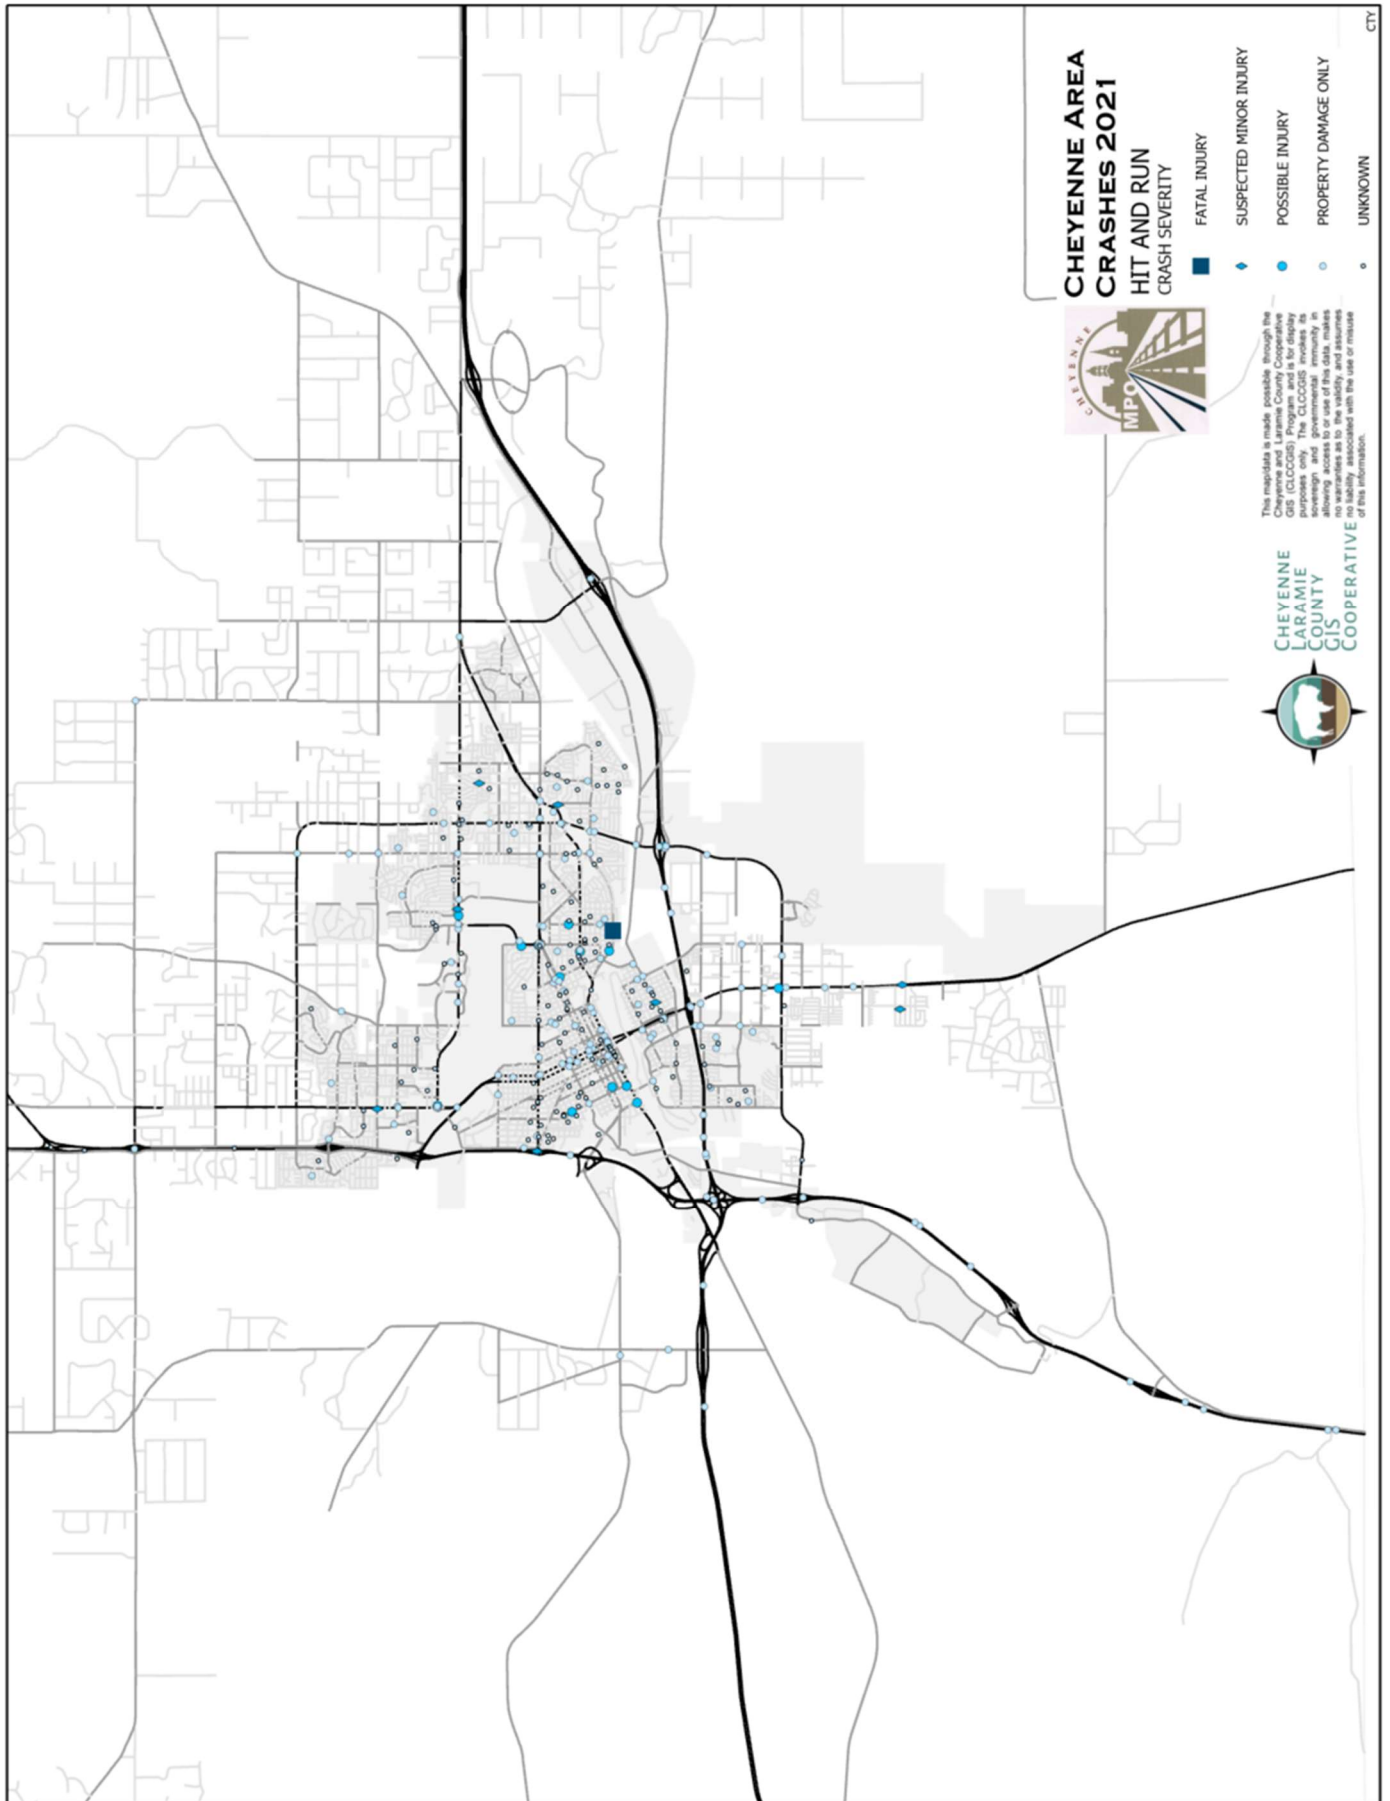 CHEYENNE AREA
CRASHES 2021
HIT AND RUN
CRASH SEVERITY
FATAL INJURY
SUSPECTED MINOR INJURY
POSSIBLE INJURY
PROPERTY DAMAGE ONLY
UNKNOWN
CHEYENNE
MPO
This map/data is made possible through the
Cheyenne and Laramie County Cooperative
GIS (CLCCGIS) Program and is for display
purposes only. The CLCCGIS invokes its
sovereign and governmental immunity in
allowing access to or use of this data, makes
no warranties as to the validity, and assumes
no liability associated with the use or misuse
of this information.
CHEYENNE
LARAMIE
COUNTY
GIS
COOPERATIVE
CTY